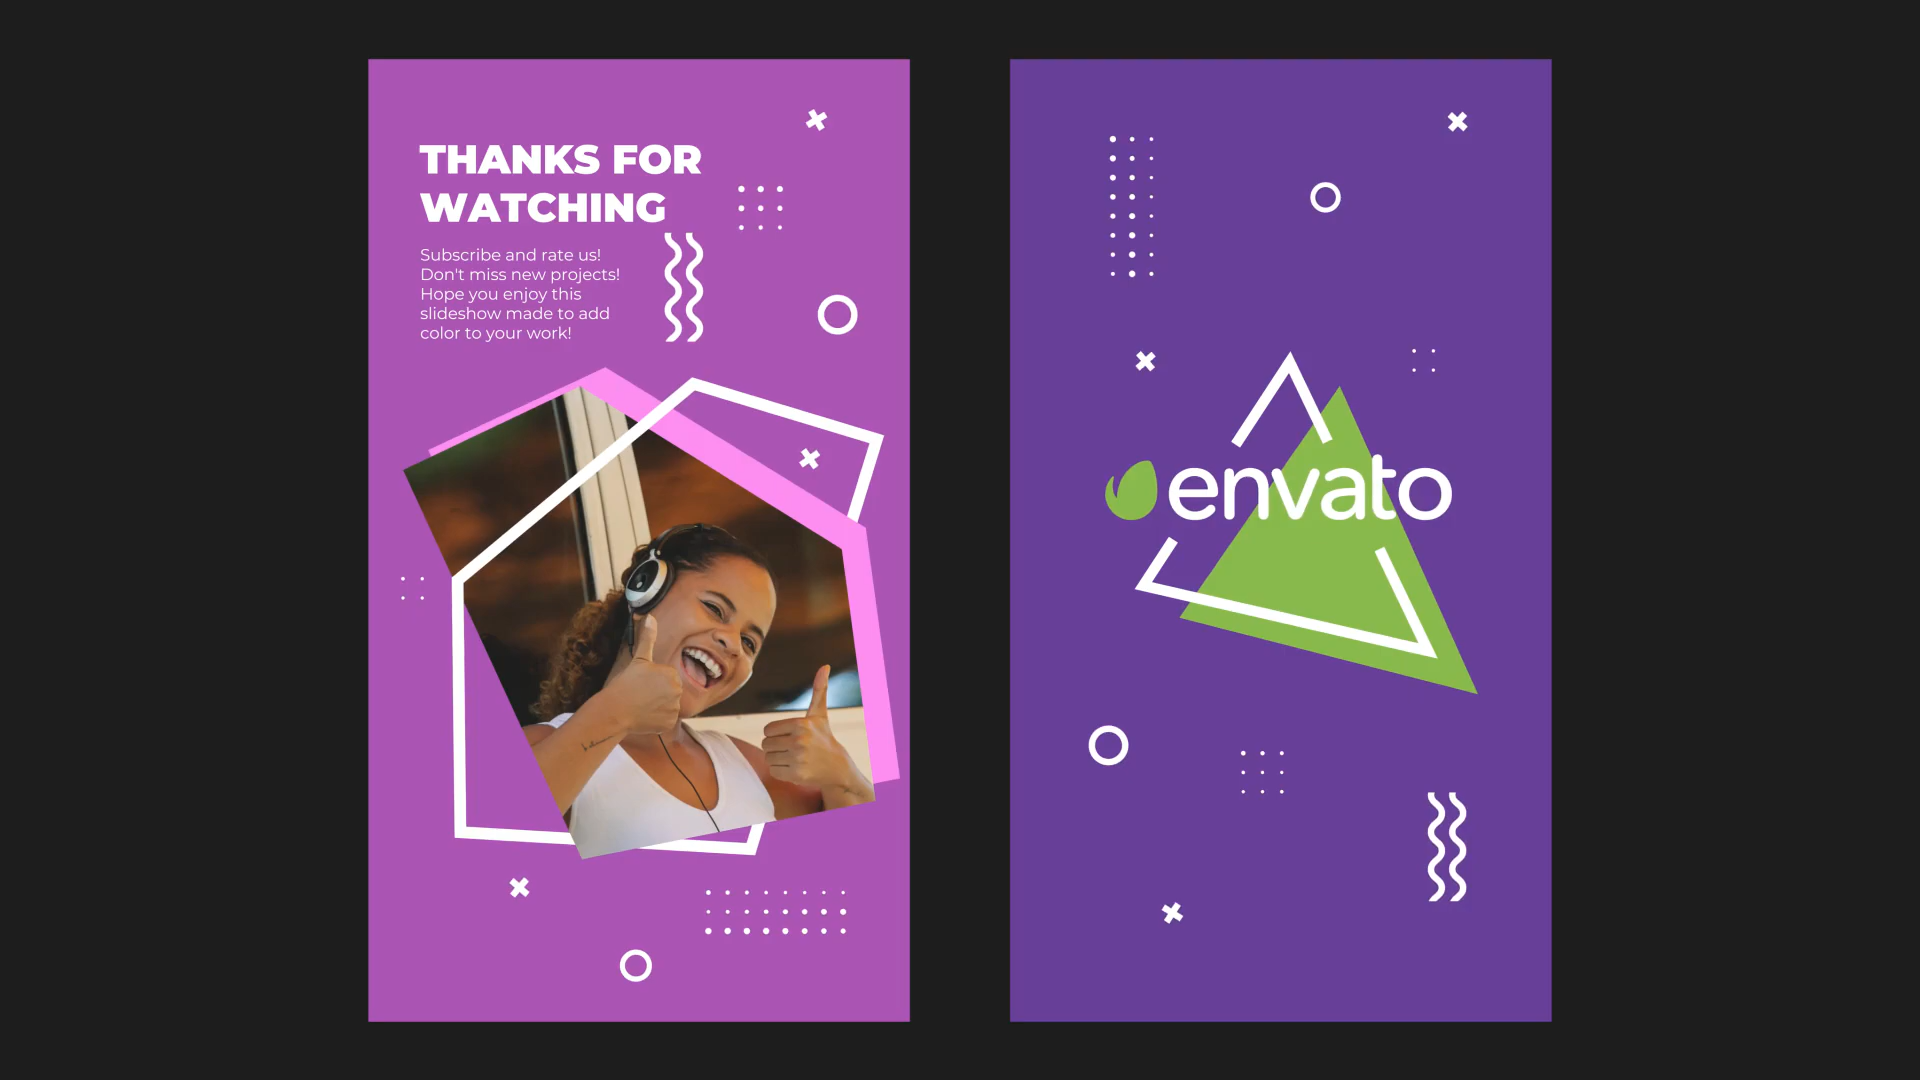 THANKS FOR
WATCHING
Subscribe and rate us!
Don't miss new projects!
Hope you enjoy this
slideshow made to add
color to your work!
envato